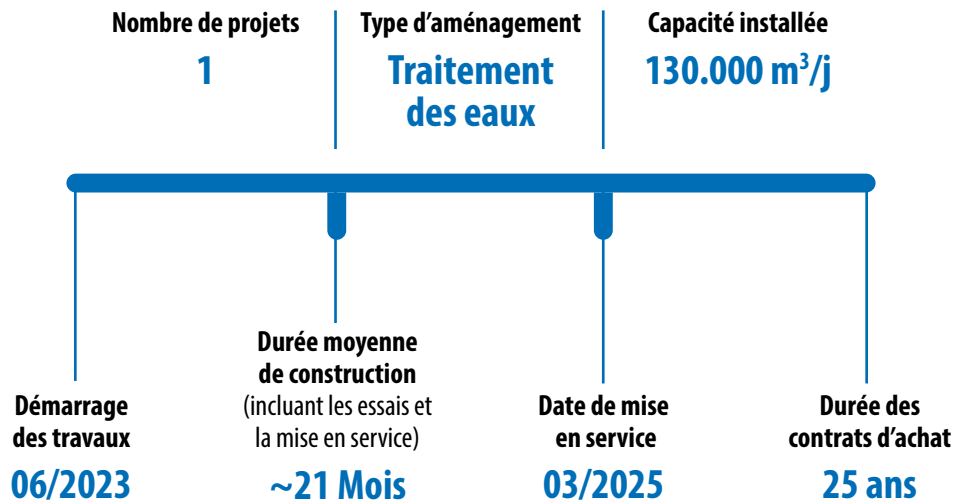 Nombre de projets
1
Type d’aménagement
Traitement
des eaux
Capacité installée
130.000 m³/j
Démarrage
des travaux
06/2023
Durée moyenne
de construction
(incluant les essais et
la mise en service)
~21 Mois
Date de mise
en service
03/2025
Durée des
contrats d’achat
25 ans